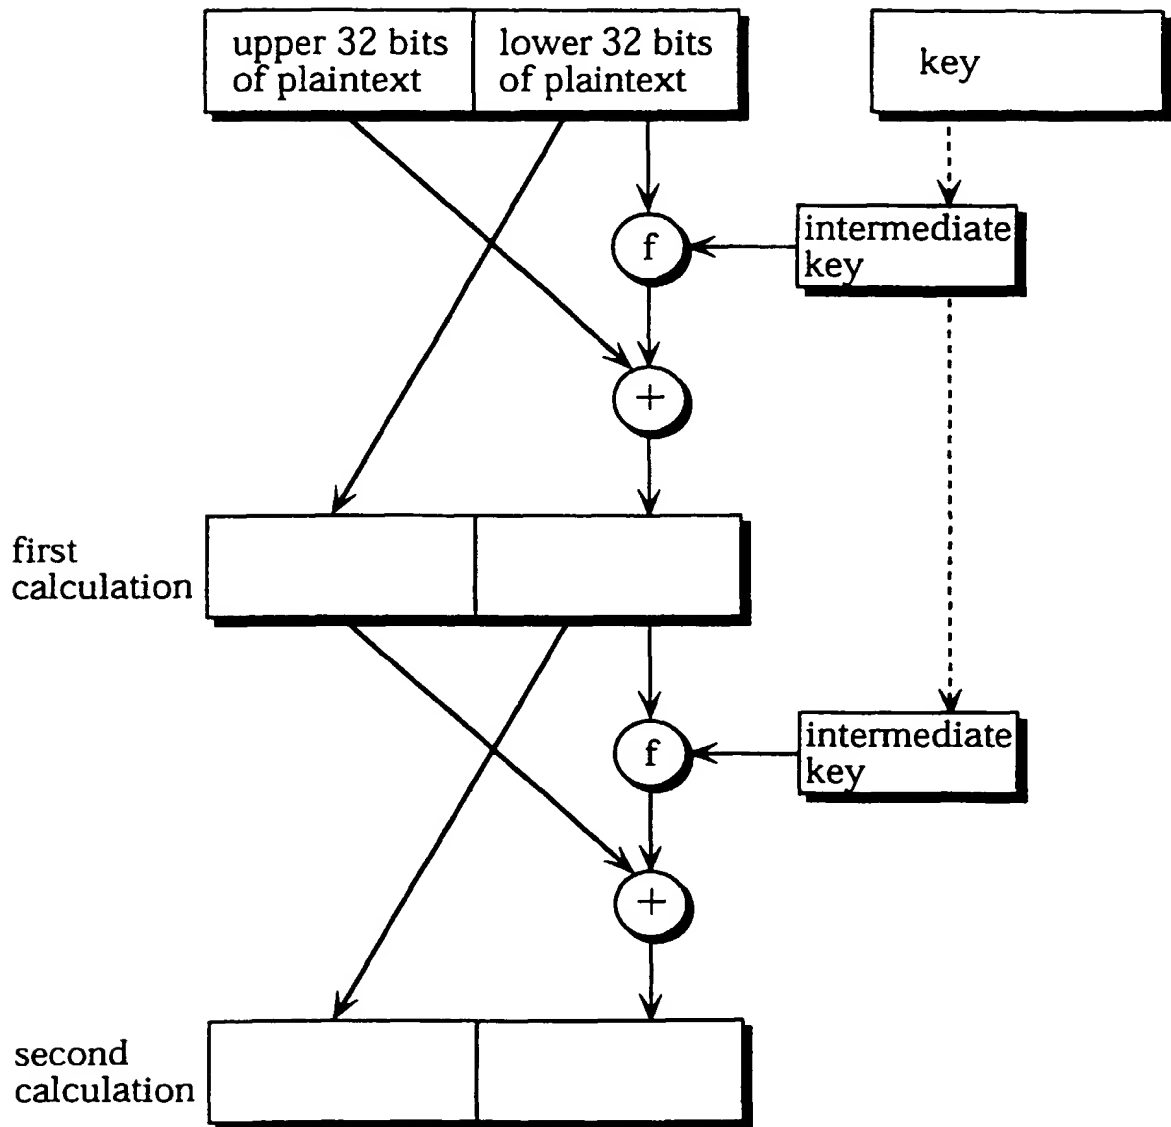 upper 32 bits
of plaintext
lower 32 bits
of plaintext
key
f
intermediate
key
+
first
calculation
f
intermediate
key
+
second
calculation